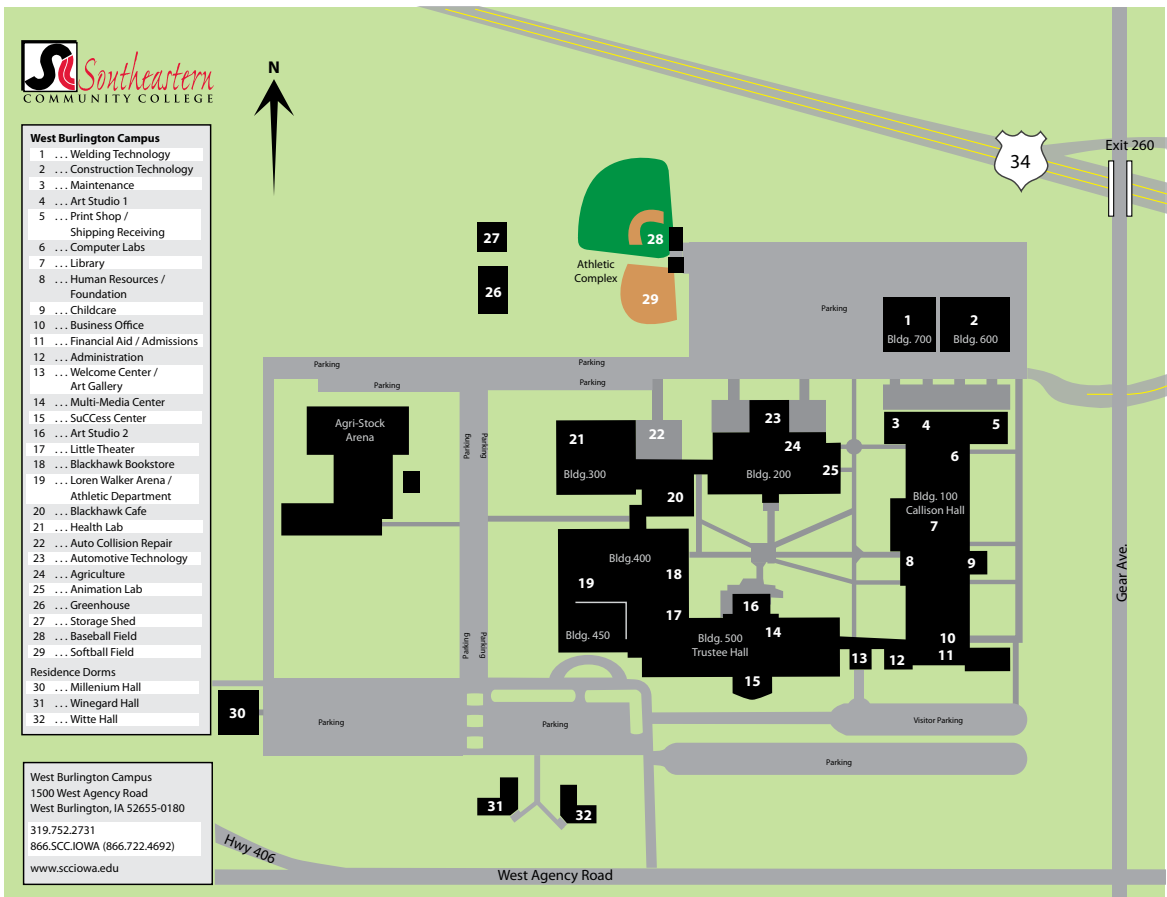 Southeastern
COMMUNITY COLLEGE
N
West Burlington Campus
1 ... Welding Technology
2 ... Construction Technology
3 ... Maintenance
4 ... Art Studio 1
5 ... Print Shop /
Shipping Receiving
6 ... Computer Labs
7 ... Library
8 ... Human Resources /
Foundation
9 ... Childcare
10 ... Business Office
11 ... Financial Aid / Admissions
12 ... Administration
13 ... Welcome Center /
Art Gallery
14 ... Multi-Media Center
15 ... SuCCess Center
16 ... Art Studio 2
17 ... Little Theater
18 ... Blackhawk Bookstore
19 ... Loren Walker Arena /
Athletic Department
20 ... Blackhawk Cafe
21 ... Health Lab
22 ... Auto Collision Repair
23 ... Automotive Technology
24 ... Agriculture
25 ... Animation Lab
26 ... Greenhouse
27 ... Storage Shed
28 ... Baseball Field
29 ... Softball Field
Residence Dorms
30 ... Millenium Hall
31 ... Winegard Hall
32 ... Witte Hall
West Burlington Campus
1500 West Agency Road
West Burlington, IA 52655-0180
319.752.2731
866.SCC.IOWA (866.722.4692)
www.scciowa.edu
34
Exit 260
27
28
Athletic
Complex
26
29
Parking
1
Bldg. 700
2
Bldg. 600
Parking
Parking
Parking
Parking
Agri-Stock
Arena
Parking
Parking
21
Bldg.300
22
23
24
Bldg. 200
25
20
3
4
5
6
Bldg. 100
Callison Hall
7
8
9
10
11
12
13
Bldg.400
19
18
17
Bldg. 450
16
14
Bldg. 500
Trustee Hall
15
Parking
Parking
30
Parking
Parking
Visitor Parking
Parking
31
32
Gear Ave.
Hwy 406
West Agency Road